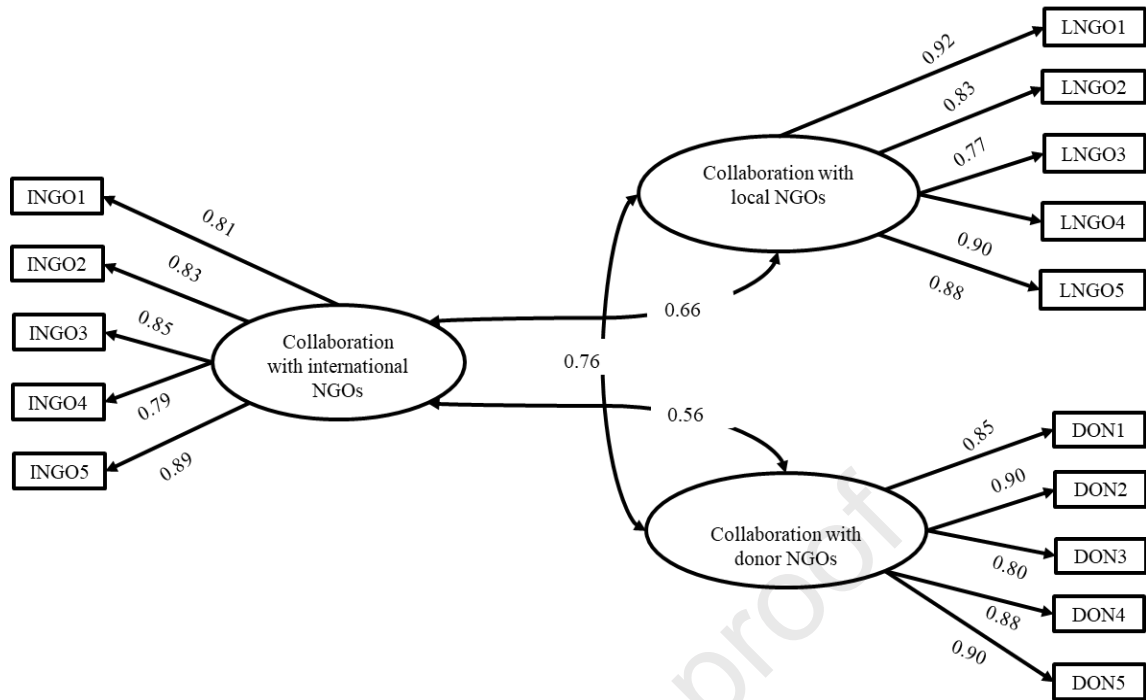 INGO1
INGO2
INGO3
INGO4
INGO5
0.81
0.83
0.85
0.79
0.89
Collaboration
with international
NGOs
0.66
0.76
0.56
Collaboration with
local NGOs
0.92
0.83
0.77
0.90
0.88
LNGO1
LNGO2
LNGO3
LNGO4
LNGO5
Collaboration with
donor NGOs
0.85
0.90
0.80
0.88
0.90
DON1
DON2
DON3
DON4
DON5
proof